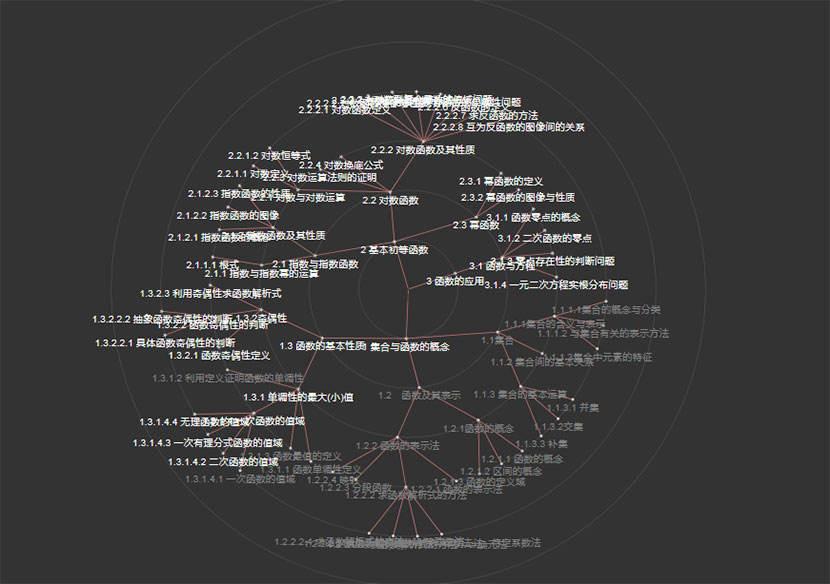 2.2.2.1 对数函数定义
2.2.2.7 求反函数的方法
2.2.2.8 互为反函数的图像间的关系
2.2.2 对数函数及其性质
2.2.1.2 对数恒等式
2.2.4 对数换底公式
2.2.1.1 对数定义
2.2.3 对数运算法则的证明
2.3.1 幂函数的定义
2.1.2.3 指数函数的性质
2.2.1 对数与对数运算
2.3.2 幂函数的图像与性质
2.2 对数函数
2.1.2.2 指数函数的图像
3.1.1 函数零点的概念
2.3 幂函数
2.1.2.1 指数函数的
函数及其性质
3.1.2 二次函数的零点
2 基本初等函数
2.1.1.1 根式
2.1 指数与指数函数
3.1 函数与方程
零点存在性的判断问题
2.1.1 指数与指数幂的运算
3 函数的应用
3.1.4 一元二次方程实根分布问题
1.3.2.3 利用奇偶性求函数解析式
1.1.1.1集合的概念与分类
1.3.2.2.2 抽象函数奇偶性的判断
1.3.2奇偶性
1.3.2.2 函数奇偶性的判断
1.1.1集合的含义与表示
1.1.1.2 与集合有关的表示方法
1.3.2.2.1 具体函数奇偶性的判断
1.3 函数的基本性质
集合与函数的概念
1.1集合
1.3.2.1 函数奇偶性定义
1.1.2集合中元素的特征
1.1.2 集合间的基本关系
1.3.1.2 利用定义证明函数的单调性
1.3.1 单调性的最大(小)值
1.2 函数及其表示
1.1.3 集合的基本运算
1.1.3.1 并集
1.3.1.4.4 无理函数的值域
函数的值域
1.2.1函数的概念
1.1.3.2交集
1.3.1.4.3 一次有理分式函数的值域
1.2.2 函数的表示法
1.1.3.3 补集
1.3.1.4.2 二次函数的值域
1.3.1.3 函数最值的定义
1.2.1.1 函数的概念
1.3.1.1 函数单调性定义
1.2.1.2 区间的概念
1.3.1.4.1 一次函数的值域
1.2.2.4 映射
1.2.1.3 函数的定义域
1.2.2.3 分段函数
1.2.2.1 函数的表示法
1.2.2.2 求函数解析式的方法
待定系数法